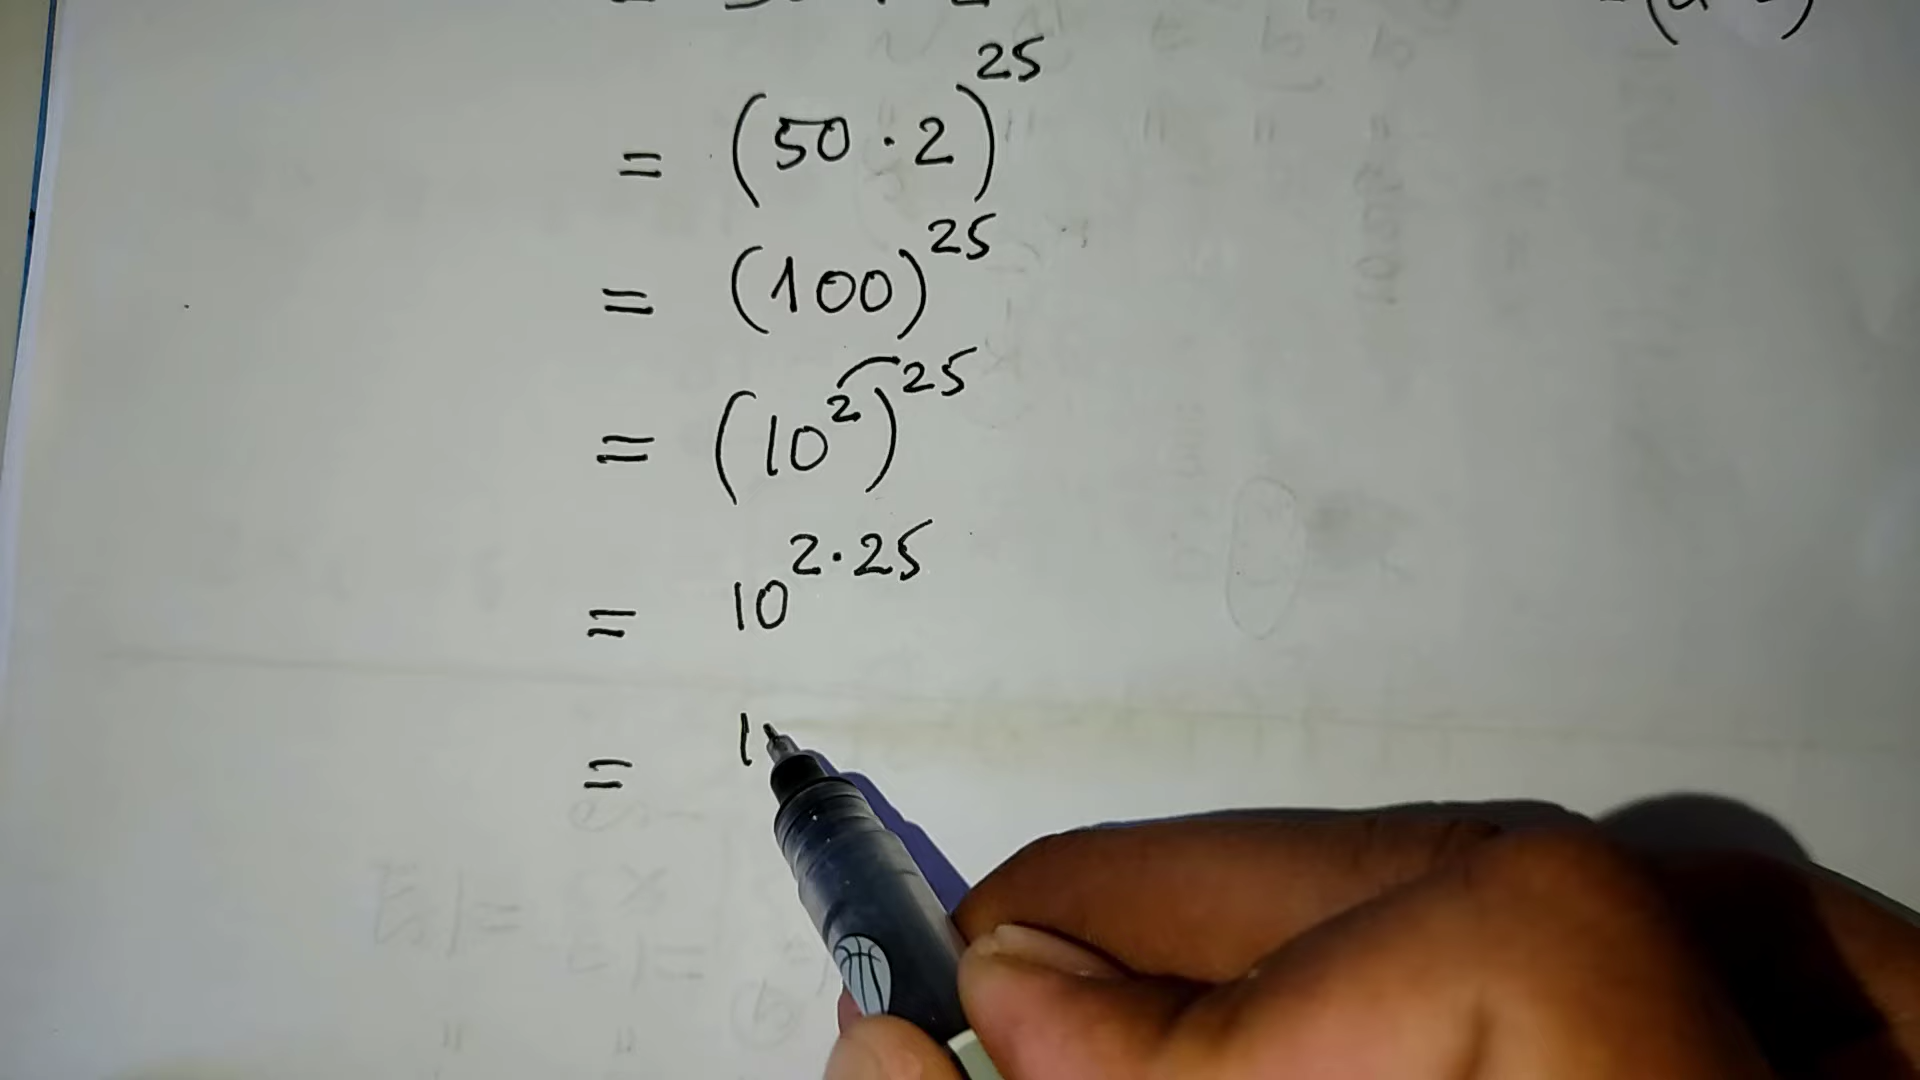 = (50 · 2)^25
= (100)^25
= (10^2)^25
= 10^2·25
= 1